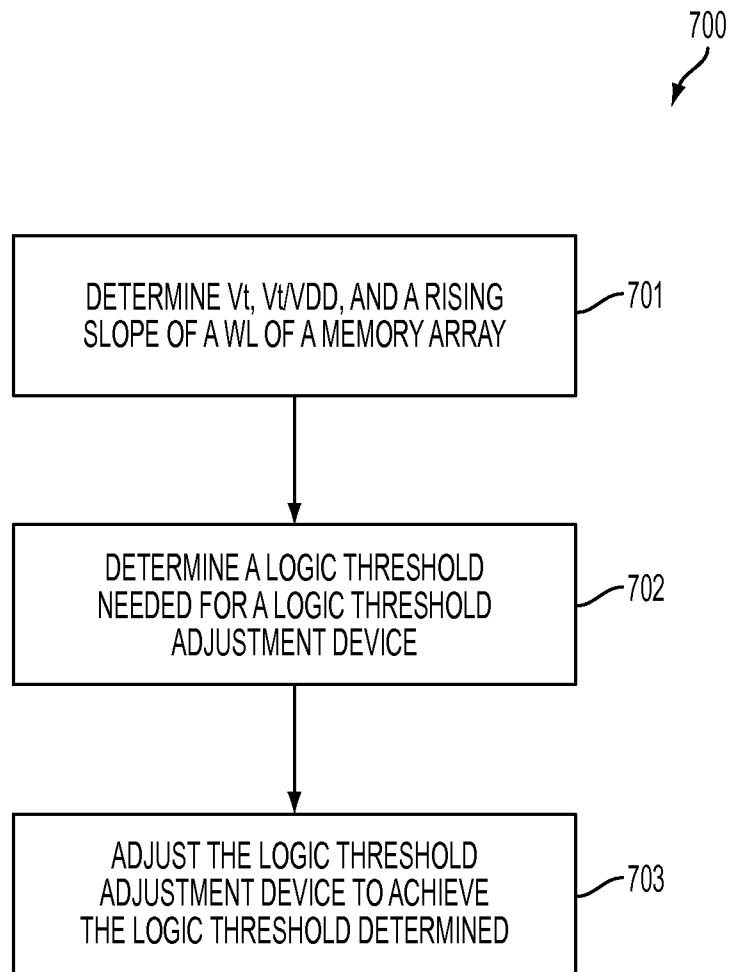 700
DETERMINE Vt, Vt/VDD, AND A RISING
SLOPE OF A WL OF A MEMORY ARRAY
701
DETERMINE A LOGIC THRESHOLD
NEEDED FOR A LOGIC THRESHOLD
ADJUSTMENT DEVICE
702
ADJUST THE LOGIC THRESHOLD
ADJUSTMENT DEVICE TO ACHIEVE
THE LOGIC THRESHOLD DETERMINED
703